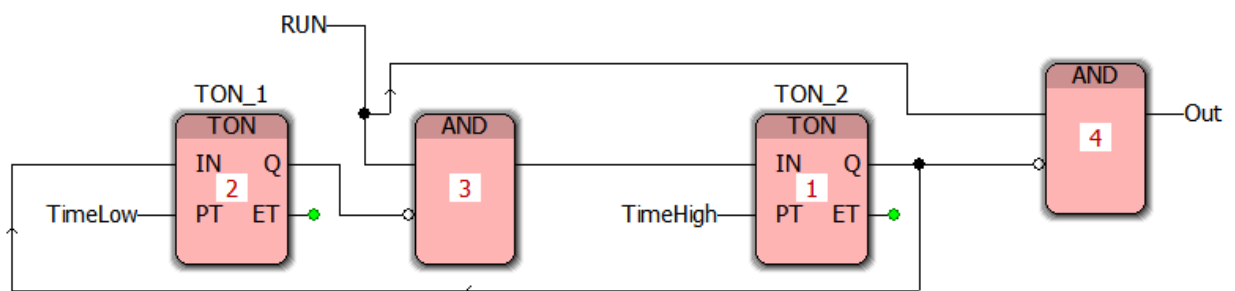 RUN
TON_1
TON_2
AND
TON
AND
TON
4
Out
IN Q
IN Q
2
3
1
TimeLow
PT ET
TimeHigh
PT ET